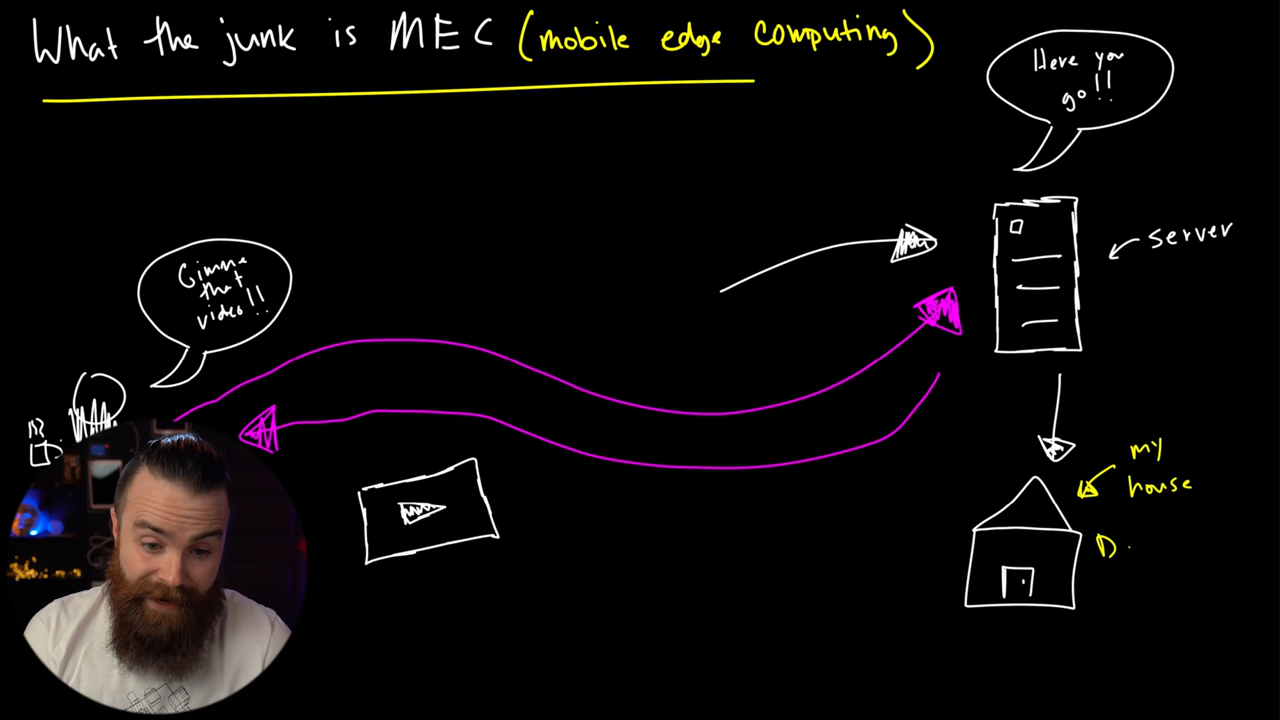 What the junk is MEC (mobile edge computing)
Here you
go!!
server
Gimme
that
video!!
my
house
D.